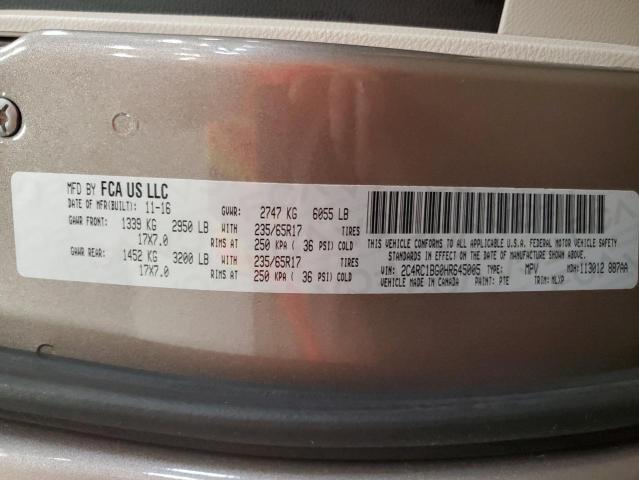 MFD BY FCA US LLC
DATE OF MFR(BUILT): 11-16 GVWR: 2747 KG 6055 LB
GAWR FRONT: 1339 KG 2950 LB WITH 235/65R17 TIRES
17X7.0 RIMS AT 250 KPA ( 36 PSI) COLD
GAWR REAR: 1452 KG 3200 LB WITH 235/65R17 TIRES
17X7.0 RIMS AT 250 KPA ( 36 PSI) COLD
THIS VEHICLE CONFORMS TO ALL APPLICABLE U.S.A. FEDERAL MOTOR VEHICLE SAFETY
STANDARDS IN EFFECT ON THE DATE OF MANUFACTURE SHOWN ABOVE.
VIN: 2C4RC1BG0HR645005 TYPE: MPV MDH:113012 887AA
VEHICLE MADE IN CANADA PAINT: PTE TRIM: MLXP